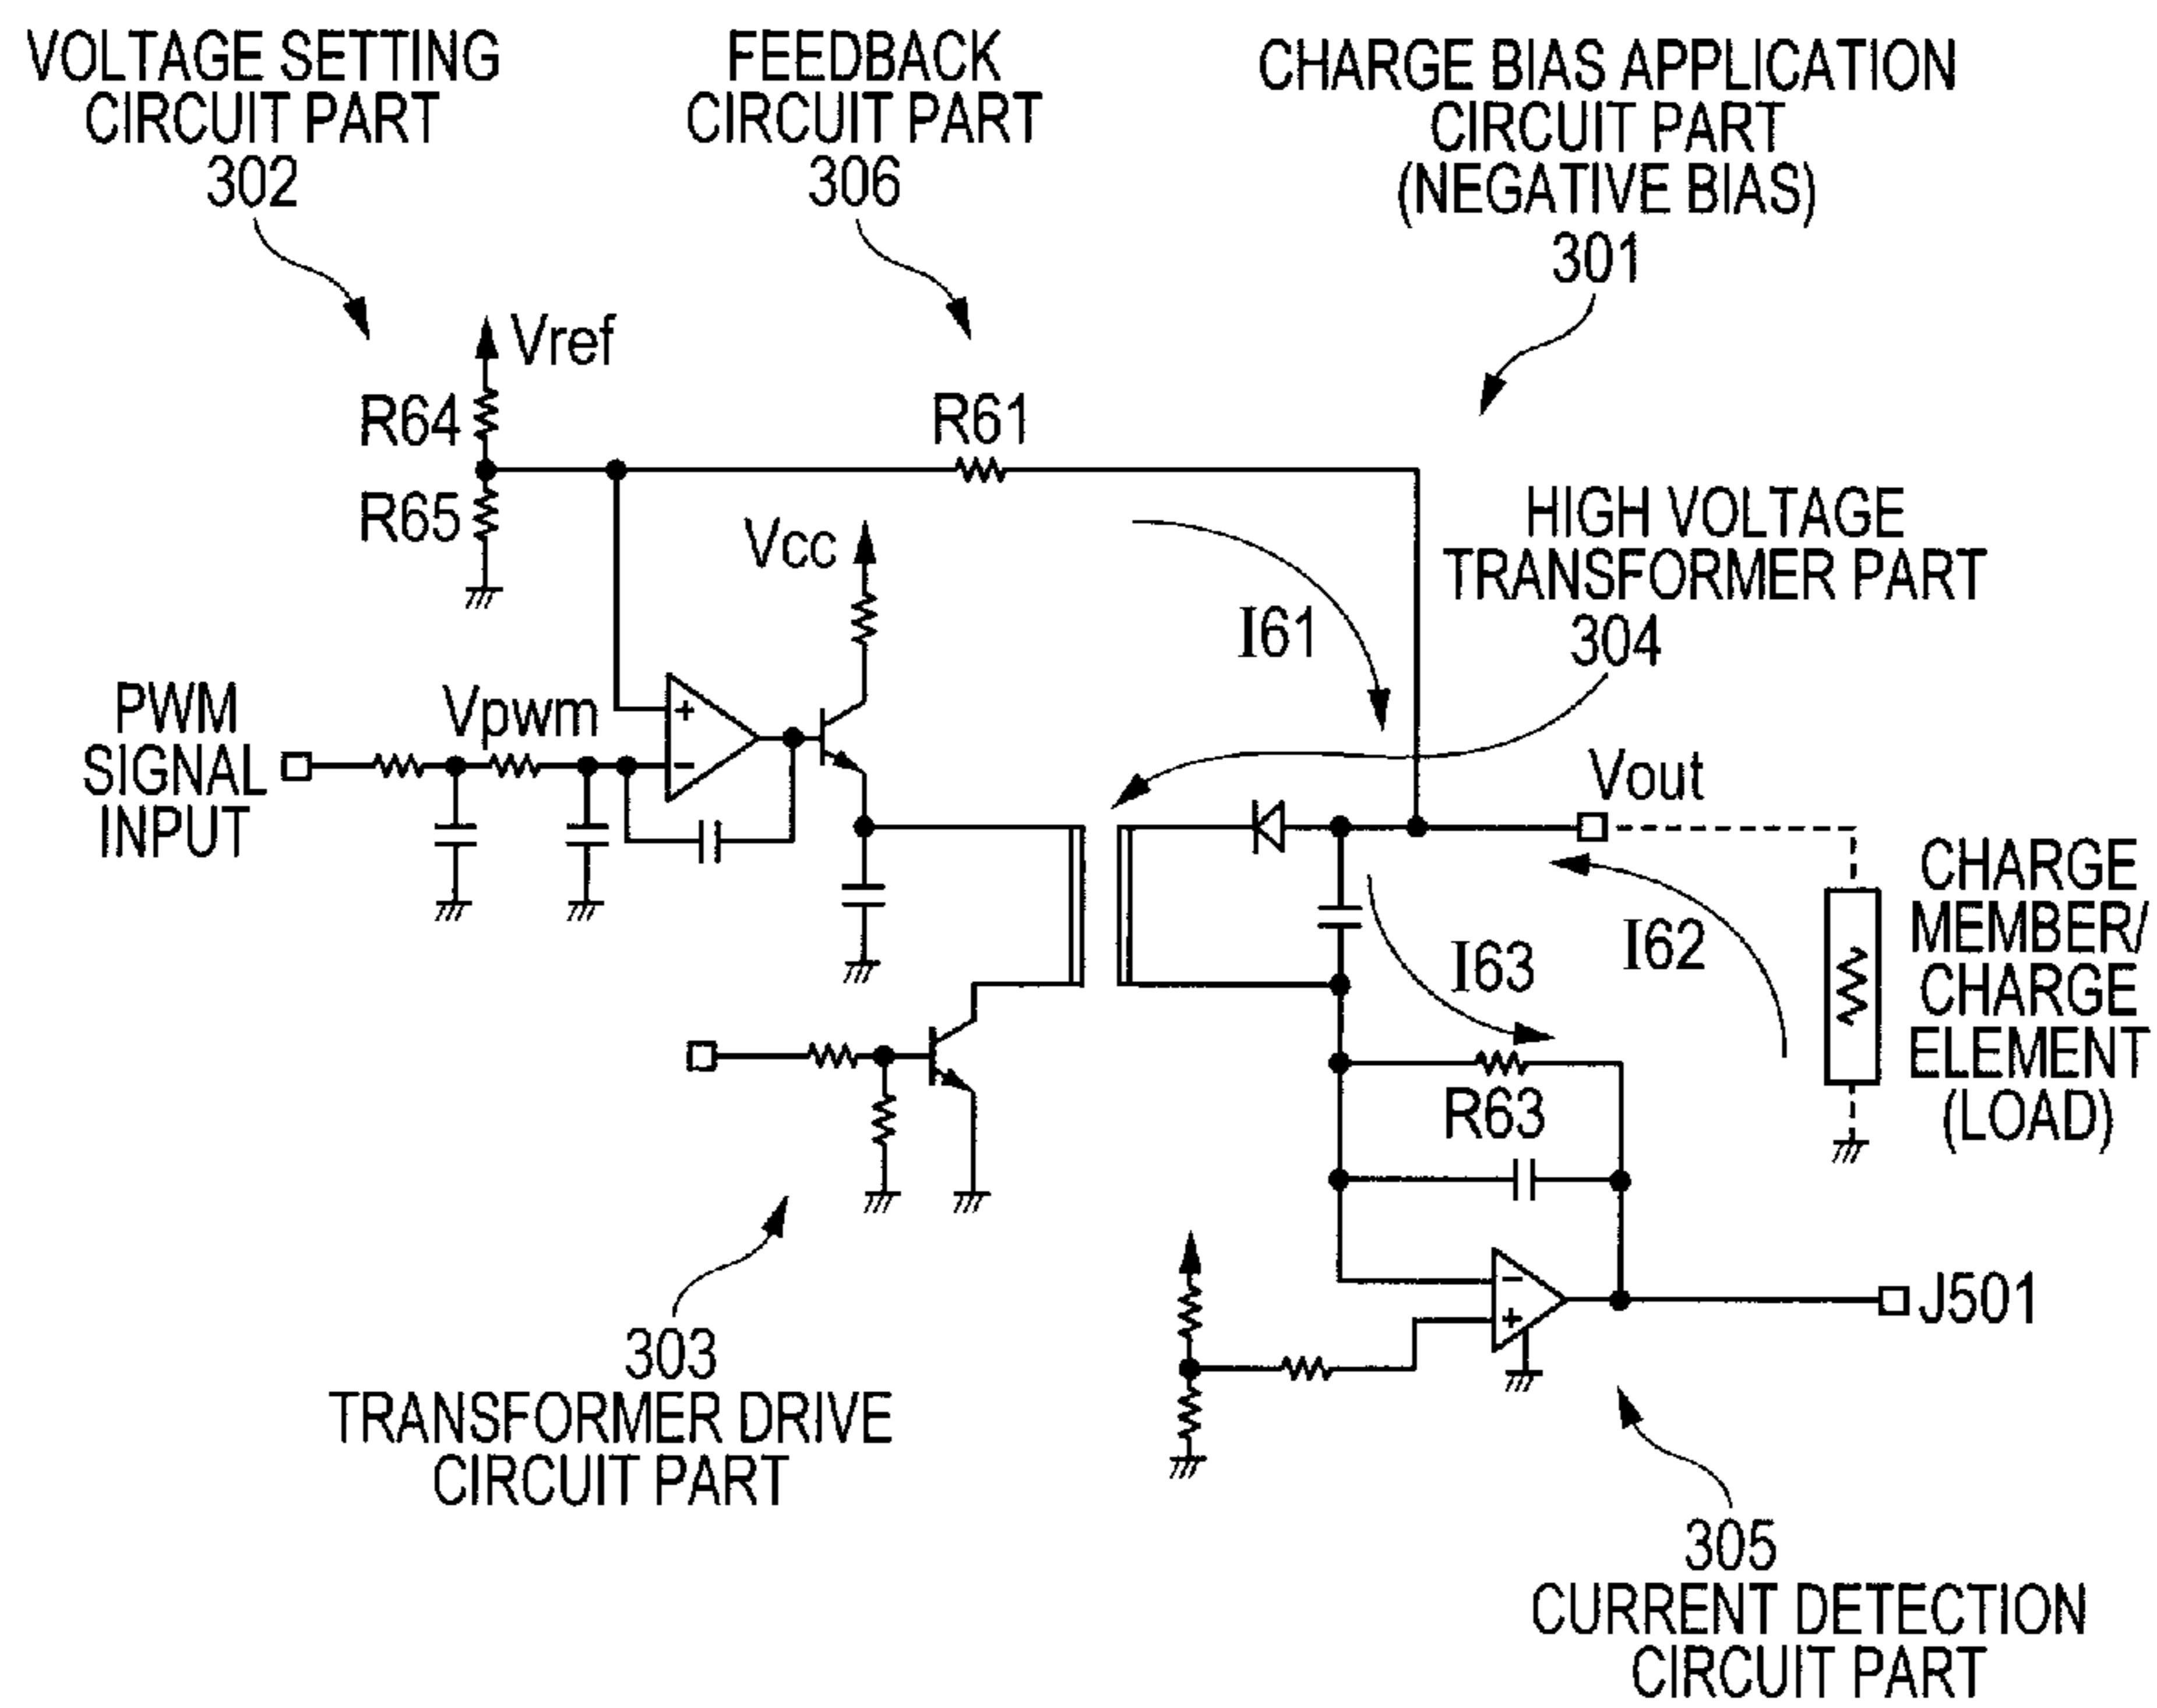 VOLTAGE SETTING
CIRCUIT PART
302
FEEDBACK
CIRCUIT PART
306
CHARGE BIAS APPLICATION
CIRCUIT PART
(NEGATIVE BIAS)
301
Vref
R64
R65
R61
Vcc
I61
HIGH VOLTAGE
TRANSFORMER PART
304
PWM
SIGNAL
INPUT
Vpwm
+
−
Vout
I63
I62
CHARGE
MEMBER/
CHARGE
ELEMENT
(LOAD)
R63
−
+
J501
303
TRANSFORMER DRIVE
CIRCUIT PART
305
CURRENT DETECTION
CIRCUIT PART